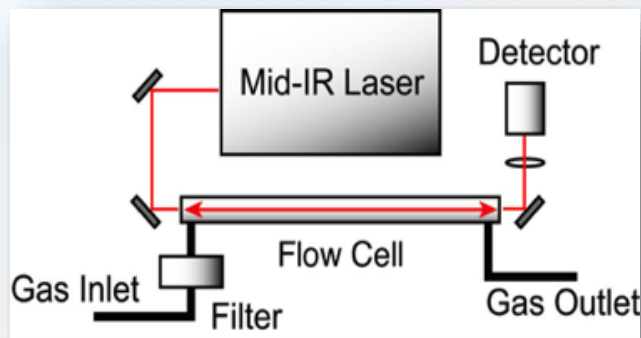 Mid-IR Laser
Detector
Flow Cell
Gas Inlet
Filter
Gas Outlet